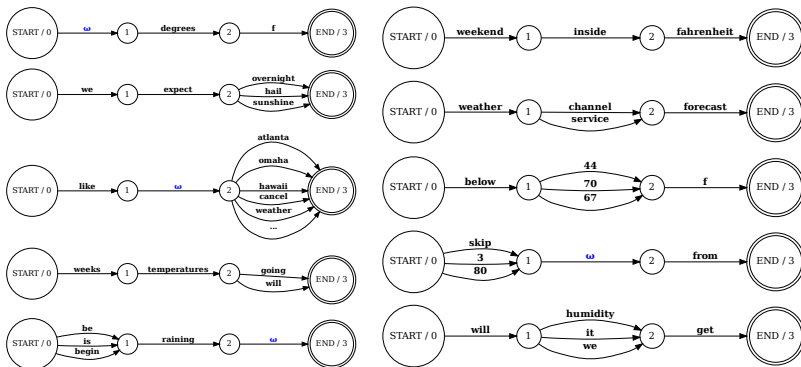 START / 0 ω 1 degrees 2 f END / 3
START / 0 we 1 expect 2 overnight hail sunshine END / 3
START / 0 like 1 ω 2 atlanta omaha hawaii cancel weather ... END / 3
START / 0 weeks 1 temperatures 2 going will END / 3
START / 0 be is begin 1 raining 2 ω END / 3
START / 0 weekend 1 inside 2 fahrenheit END / 3
START / 0 weather 1 channel service 2 forecast END / 3
START / 0 below 1 44 70 67 2 f END / 3
START / 0 skip 3 80 1 ω 2 from END / 3
START / 0 will 1 humidity it we 2 get END / 3